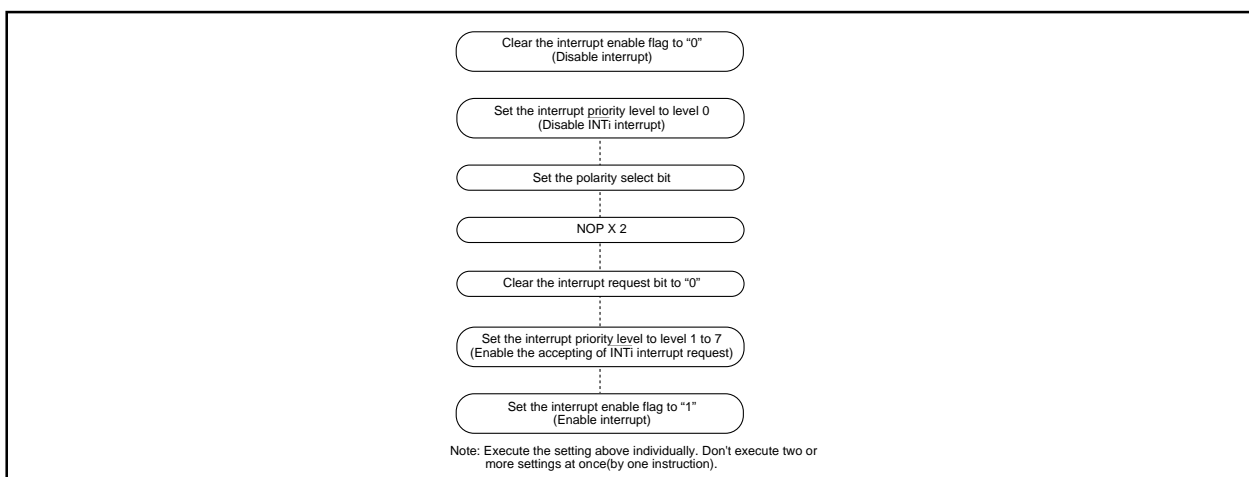 Clear the interrupt enable flag to “0”
(Disable interrupt)
Set the interrupt priority level to level 0
(Disable INTi interrupt)
Set the polarity select bit
NOP X 2
Clear the interrupt request bit to “0”
Set the interrupt priority level to level 1 to 7
(Enable the accepting of INTi interrupt request)
Set the interrupt enable flag to “1”
(Enable interrupt)
Note: Execute the setting above individually. Don’t execute two or
more settings at once(by one instruction).